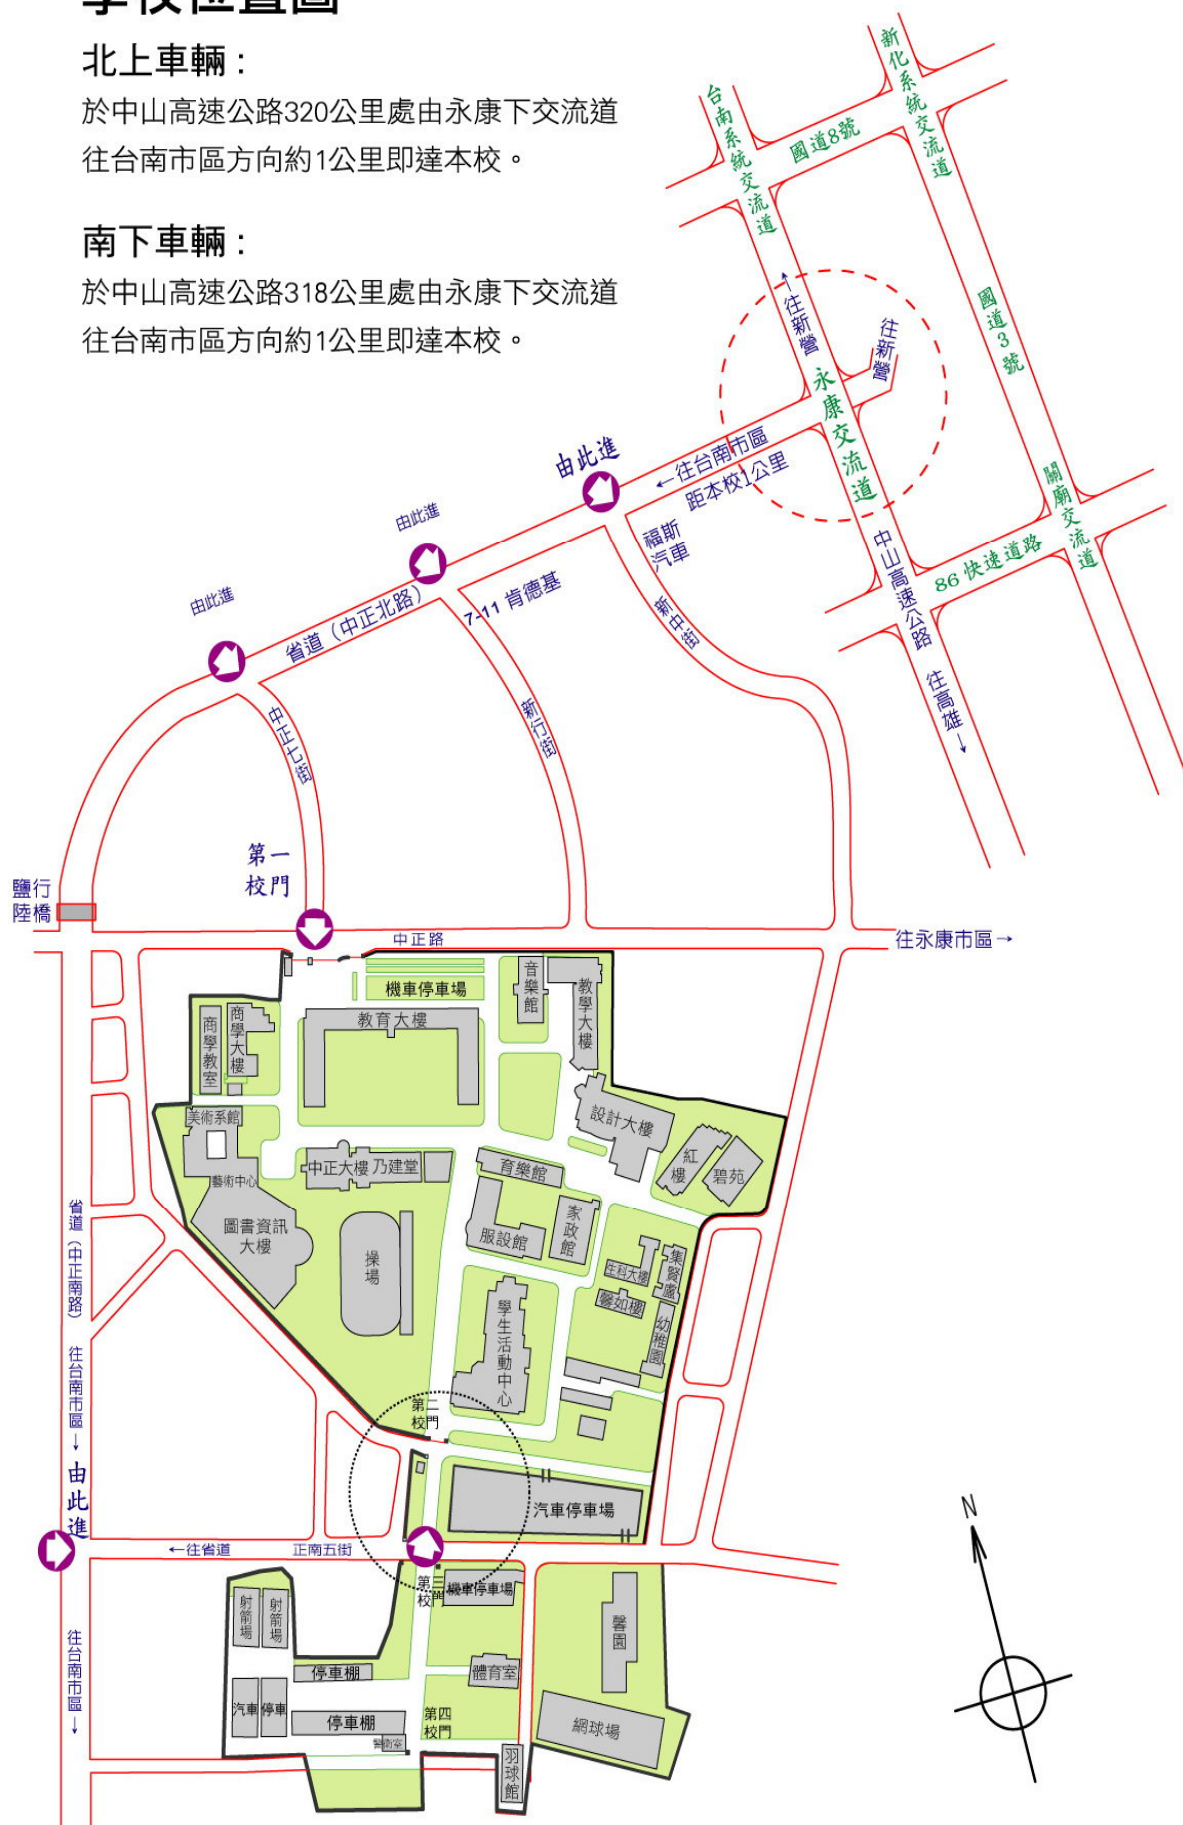 學校位置圖
北上車輛：
於中山高速公路320公里處由永康下交流道
往台南市區方向約1公里即達本校。
南下車輛：
於中山高速公路318公里處由永康下交流道
往台南市區方向約1公里即達本校。
新化系統交流道
台南系統交流道
國道8號
國道3號
←往新營
往新營
永康交流道
←往台南市區
距本校1公里
由此進
由此進
由此進
福斯
汽車
關廟交流道
86 快速道路
中山高速公路
往高雄→
7-11 肯德基
省道（中正北路）
新中街
新行街
中正七街
第一
校門
鹽行
陸橋
中正路
往永康市區→
機車停車場
音樂館
教學大樓
教育大樓
商學教室
商學大樓
美術系館
設計大樓
紅樓
碧苑
中正大樓
乃建堂
育樂館
藝術中心
圖書資訊
大樓
操場
服設館
家政館
生科大樓
集賢盧
馨如樓
幼稚園
學生活動中心
省道（中正南路）
往台南市區→
由此進
第二
校門
汽車停車場
←往省道
正南五街
第三
校門
機車停車場
射箭場
射箭場
馨園
往台南市區→
停車棚
體育室
汽車
停車
停車棚
第四
校門
警衛室
網球場
羽球館
N